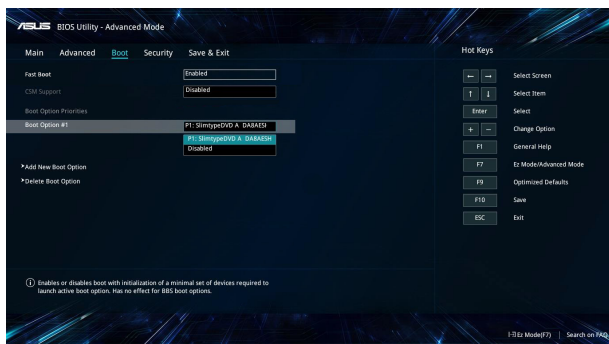 ASUS BIOS Utility - Advanced Mode
Main Advanced Boot Security Save & Exit
Hot Keys
Fast Boot Enabled
CSM Support Disabled
Boot Option Priorities
Boot Option #1 P1: SlimtypeDVD A DA8AESI
P1: SlimtypeDVD A DA8AESH
Disabled
Add New Boot Option
Delete Boot Option
← → Select Screen
↑ ↓ Select Item
Enter Select
+ − Change Option
F1 General Help
F7 Ez Mode/Advanced Mode
F9 Optimized Defaults
F10 Save
ESC Exit
Enables or disables boot with initialization of a minimal set of devices required to
launch active boot option. Has no effect for BBS boot options.
Ez Mode(F7) | Search on FAQ